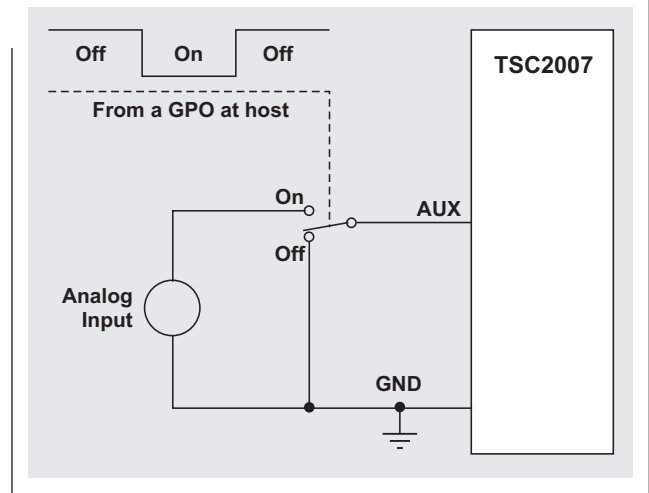 Off On Off
TSC2007
From a GPO at host
On
AUX
Off
Analog
Input
GND